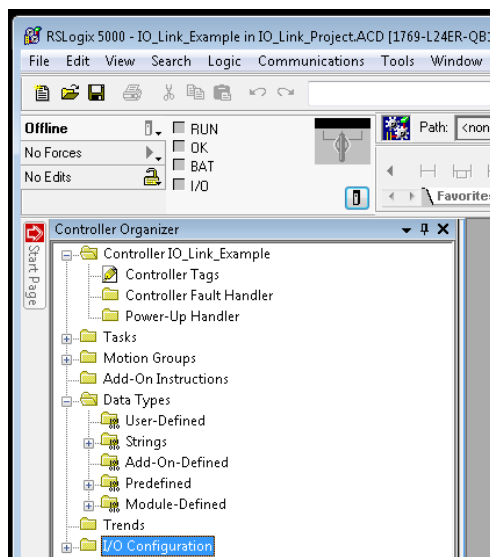 RSLogix 5000 - IO_Link_Example in IO_Link_Project.ACD [1769-L24ER-QB1
File Edit View Search Logic Communications Tools Window
Offline
RUN
Path: <non
No Forces
OK
BAT
No Edits
I/O
Favorites
Start Page
Controller Organizer
Controller IO_Link_Example
Controller Tags
Controller Fault Handler
Power-Up Handler
Tasks
Motion Groups
Add-On Instructions
Data Types
User-Defined
Strings
Add-On-Defined
Predefined
Module-Defined
Trends
I/O Configuration